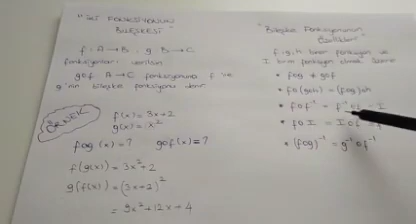 "İKİ FONKSİYONUN
BİLEŞKESİ"
f: A→B, g: B→C
fonksiyonları verilsin
gof: A→C fonksiyonuna f ve
g'nin bileşke fonksiyonu denir.
ÖRNEK
f(x) = 3x+2
g(x) = x²
fog(x) = ? gof(x) = ?
f(g(x)) = 3x²+2
g(f(x)) = (3x+2)²
= 9x²+12x+4
"Bileşke Fonksiyonunun
Özellikleri"
f, g, h birer fonksiyon ve
I birim fonksiyon olmak üzere
* fog ≠ gof
* fo(goh) = (fog)oh
* fof⁻¹ = f⁻¹of = I
* foI = Iof = f
* (fog)⁻¹ = g⁻¹of⁻¹